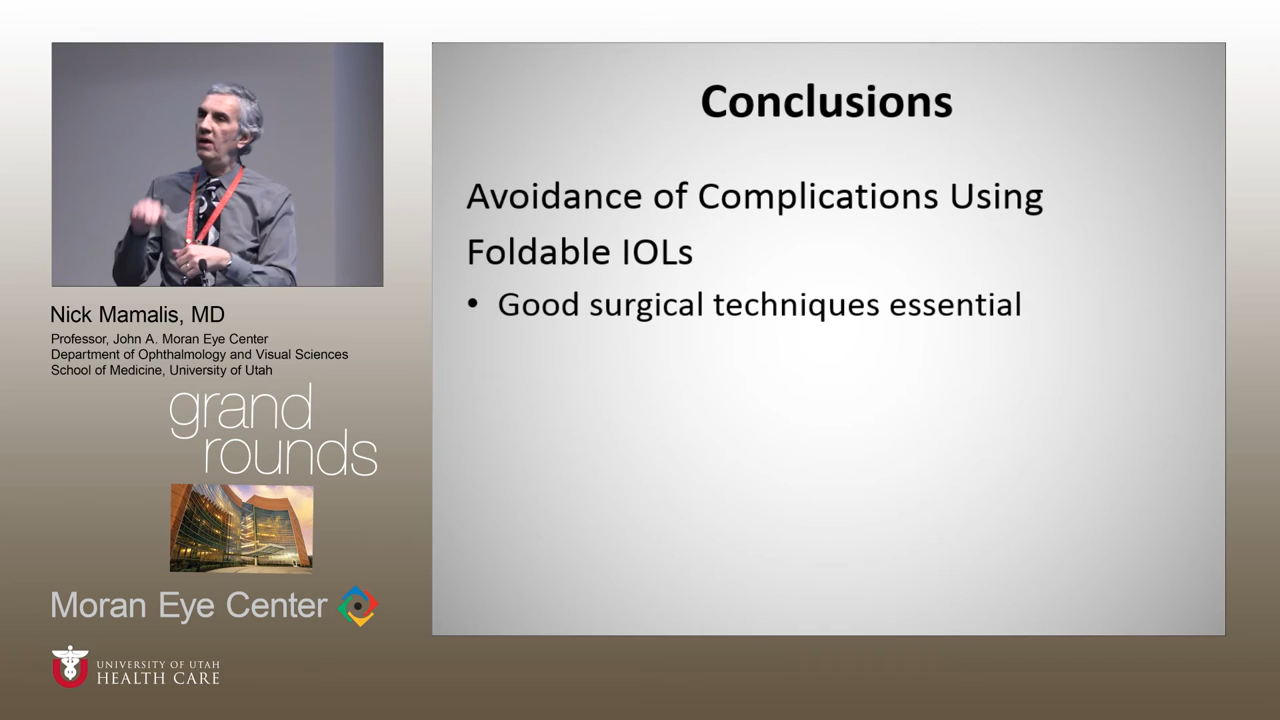 Conclusions
Avoidance of Complications Using
Foldable IOLs
• Good surgical techniques essential
Nick Mamalis, MD
Professor, John A. Moran Eye Center
Department of Ophthalmology and Visual Sciences
School of Medicine, University of Utah
grand
rounds
Moran Eye Center
UNIVERSITY OF UTAH
HEALTH CARE